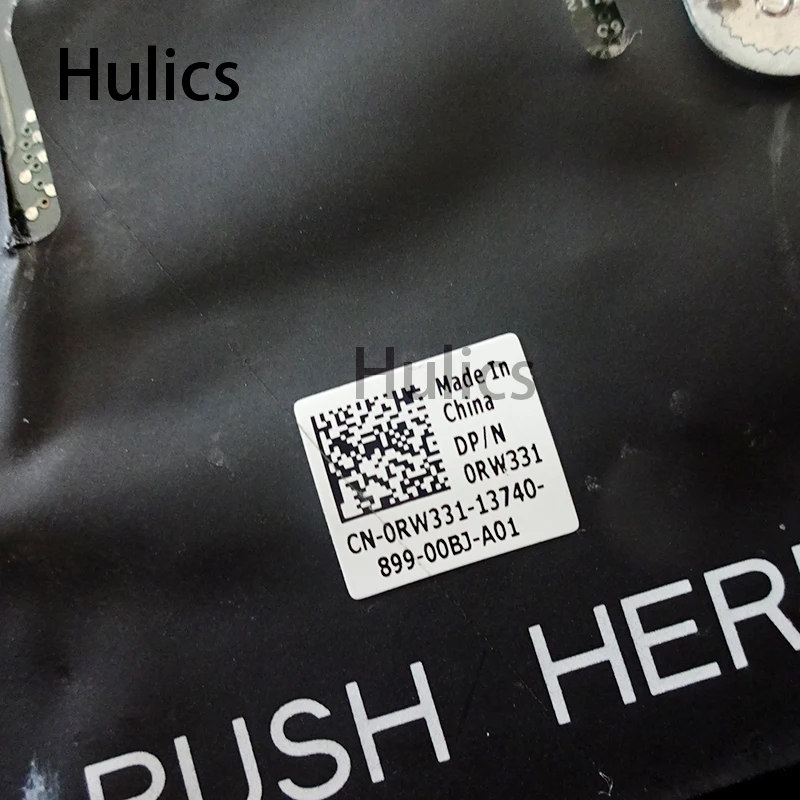 Hulics
Hulics
Made In
China
DP/N
0RW331
CN-0RW331-13740-
899-00BJ-A01
PUSH HERE